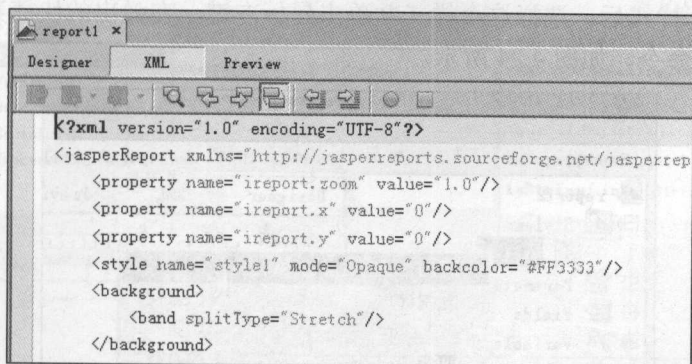 report1 ×
Designer XML Preview
<?xml version="1.0" encoding="UTF-8"?>
<jasperReport xmlns="http://jasperreports.sourceforge.net/jasperrep
<property name="ireport.zoom" value="1.0"/>
<property name="ireport.x" value="0"/>
<property name="ireport.y" value="0"/>
<style name="style1" mode="Opaque" backcolor="#FF3333"/>
<background>
<band splitType="Stretch"/>
</background>